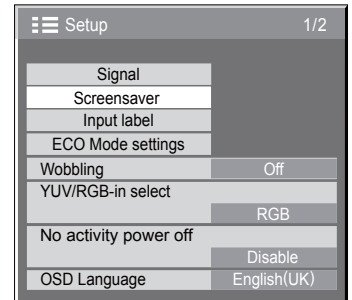 Setup 1/2
Signal
Screensaver
Input label
ECO Mode settings
Wobbling Off
YUV/RGB-in select
RGB
No activity power off
Disable
OSD Language English(UK)